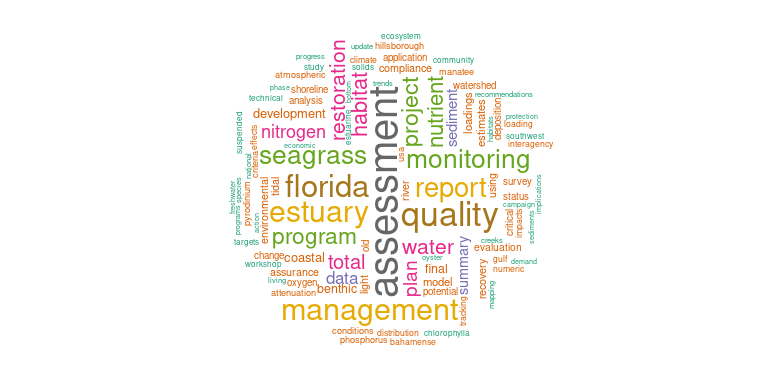 ecosystem
update hillsborough
progress restoration climate application community
study solids compliance manatee
atmospheric habitat trends watershed
phase shoreline bottom assessment project nutrient recommendations
technical analysis estuarine sediment loadings estimates deposition
development habitats protection
suspended nitrogen loading
effects southwest
economic interagency
criteria seagrass usa monitoring
national
species florida river report using survey
freshwater tidal status
programs pyrodinium environmental estuary quality campaign implications
action critical impacts sediments
targets program water creeks
change coastal old evaluation
workshop total plan oyster summary gulf demand
assurance data final numeric
living oxygen light model recovery mapping
attenuation benthic potential
management tracking
conditions distribution chlorophylla
phosphorus bahamense